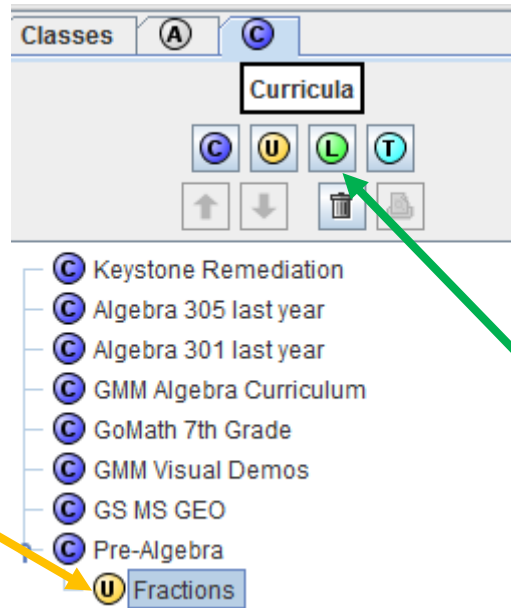 Classes A C
Curricula
C U L T
C Keystone Remediation
C Algebra 305 last year
C Algebra 301 last year
C GMM Algebra Curriculum
C GoMath 7th Grade
C GMM Visual Demos
C GS MS GEO
C Pre-Algebra
U Fractions